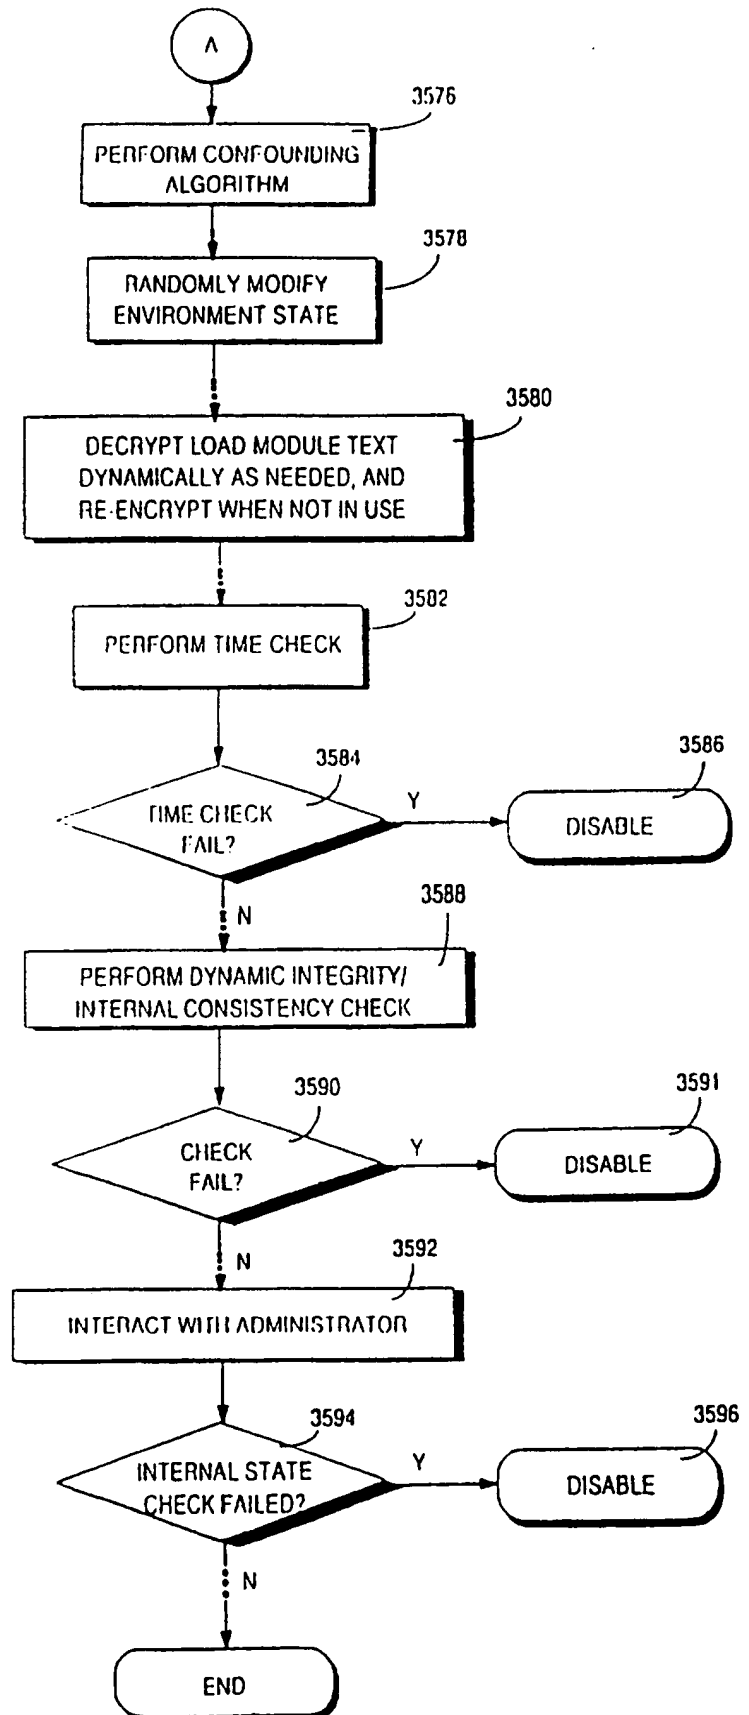 A
3576
PERFORM CONFOUNDING
ALGORITHM
3578
RANDOMLY MODIFY
ENVIRONMENT STATE
3580
DECRYPT LOAD MODULE TEXT
DYNAMICALLY AS NEEDED, AND
RE-ENCRYPT WHEN NOT IN USE
3582
PERFORM TIME CHECK
3584
TIME CHECK
FAIL?
Y
3586
DISABLE
N
3588
PERFORM DYNAMIC INTEGRITY/
INTERNAL CONSISTENCY CHECK
3590
CHECK
FAIL?
Y
3591
DISABLE
N
3592
INTERACT WITH ADMINISTRATOR
3594
INTERNAL STATE
CHECK FAILED?
Y
3596
DISABLE
N
END